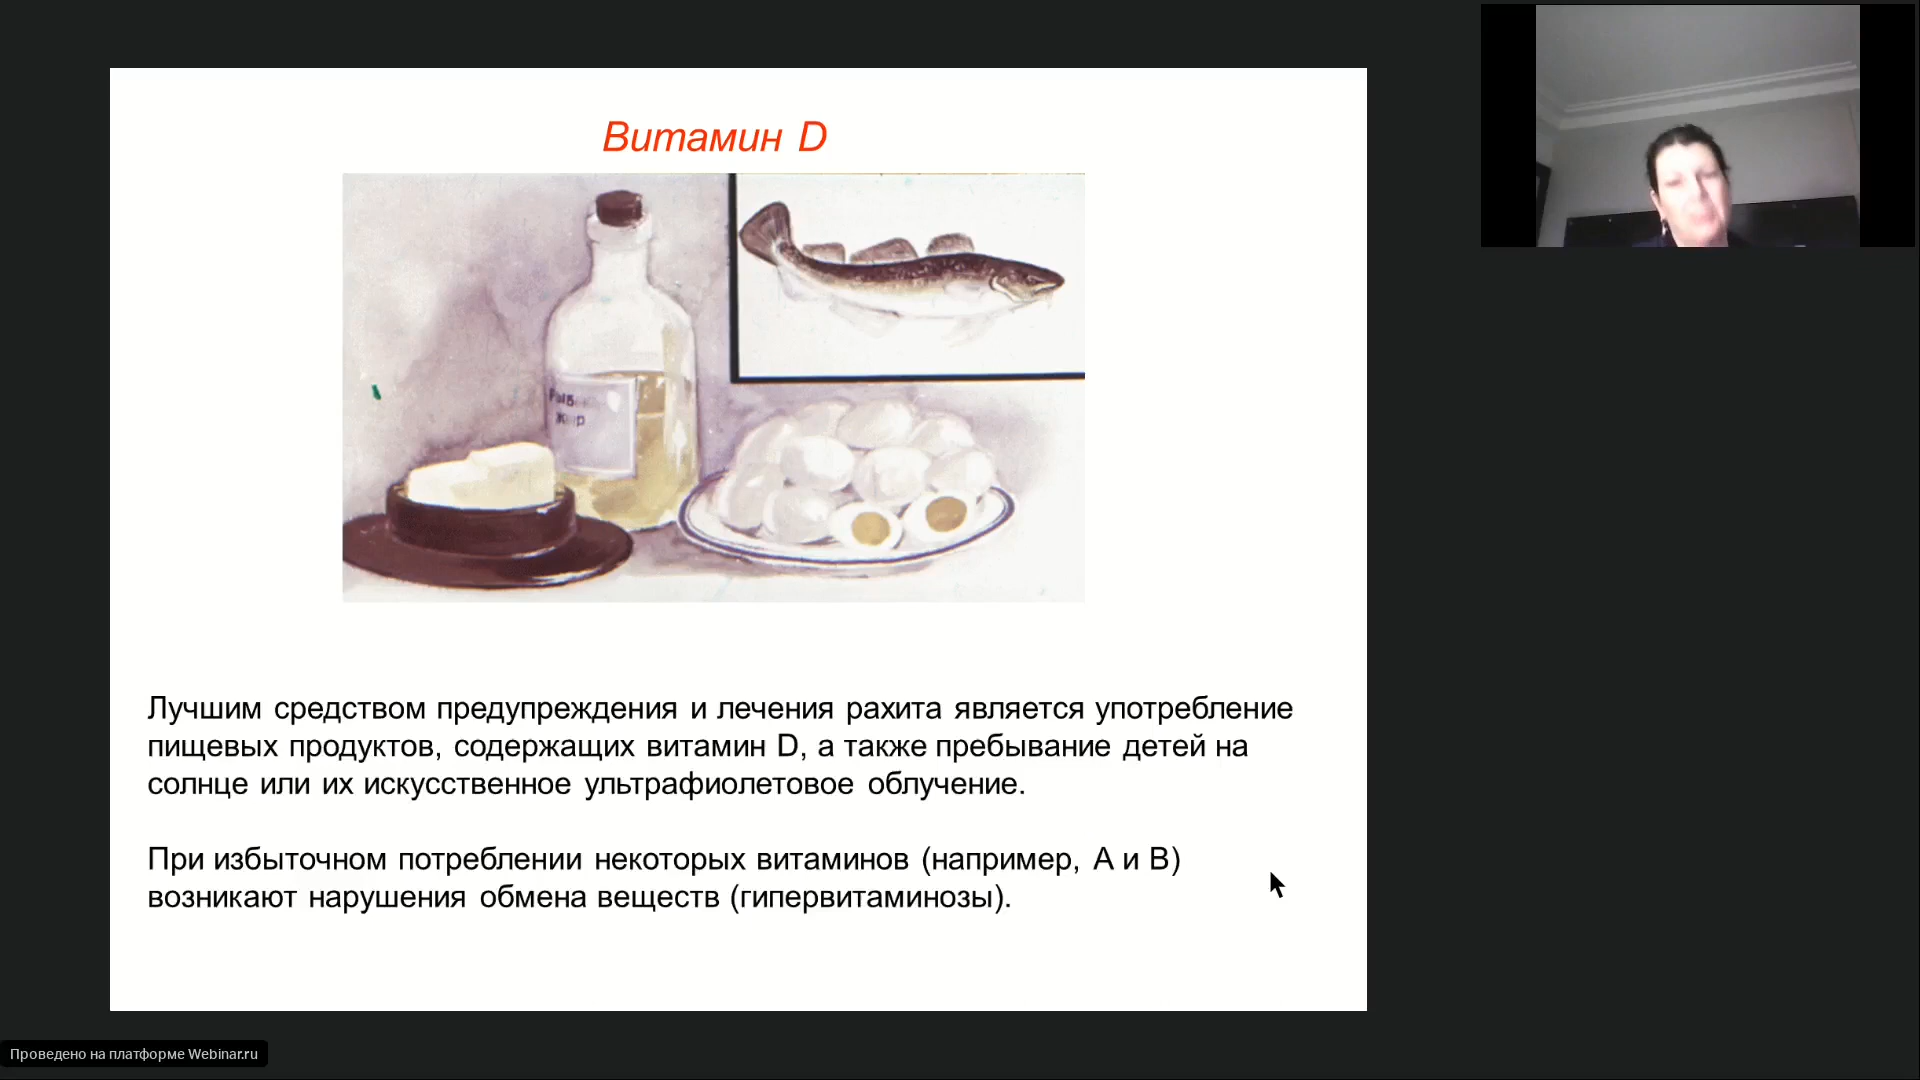 Витамин D
Лучшим средством предупреждения и лечения рахита является употребление
пищевых продуктов, содержащих витамин D, а также пребывание детей на
солнце или их искусственное ультрафиолетовое облучение.
При избыточном потреблении некоторых витаминов (например, А и В)
возникают нарушения обмена веществ (гипервитаминозы).
Проведено на платформе Webinar.ru